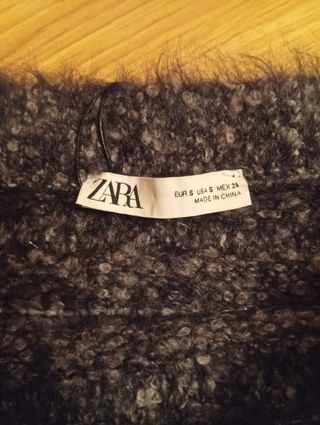 ZARA
EUR S USA S MEX 26
MADE IN CHINA